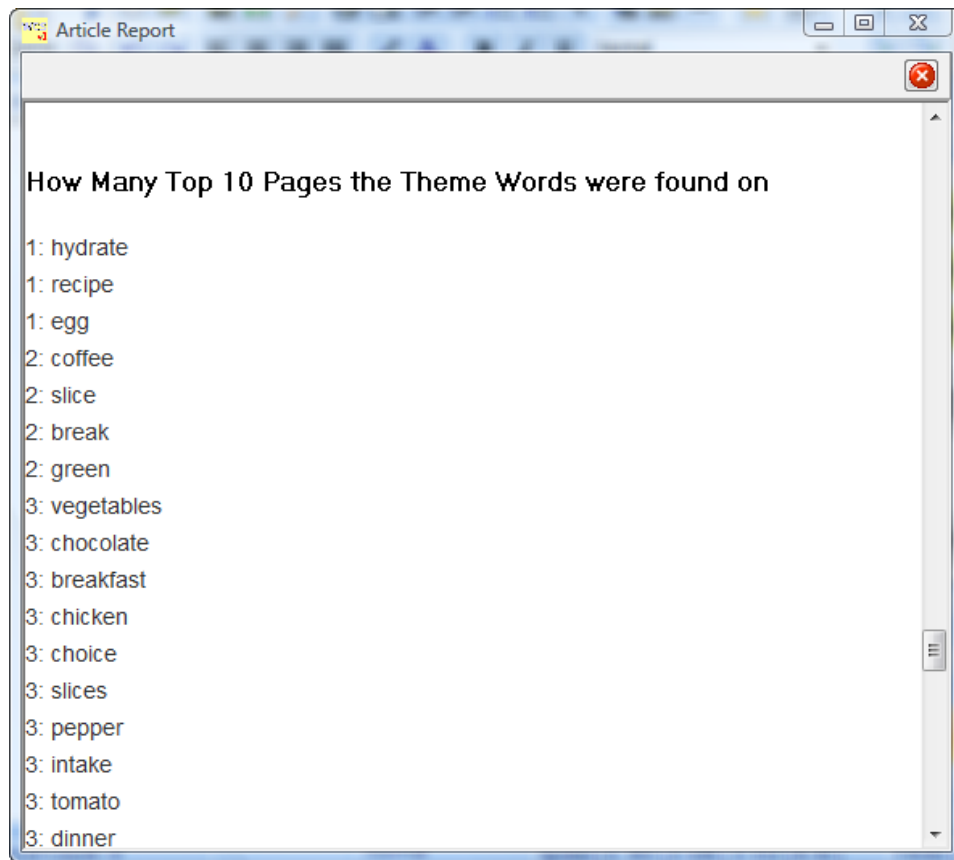 Article Report
How Many Top 10 Pages the Theme Words were found on
1: hydrate
1: recipe
1: egg
2: coffee
2: slice
2: break
2: green
3: vegetables
3: chocolate
3: breakfast
3: chicken
3: choice
3: slices
3: pepper
3: intake
3: tomato
3: dinner